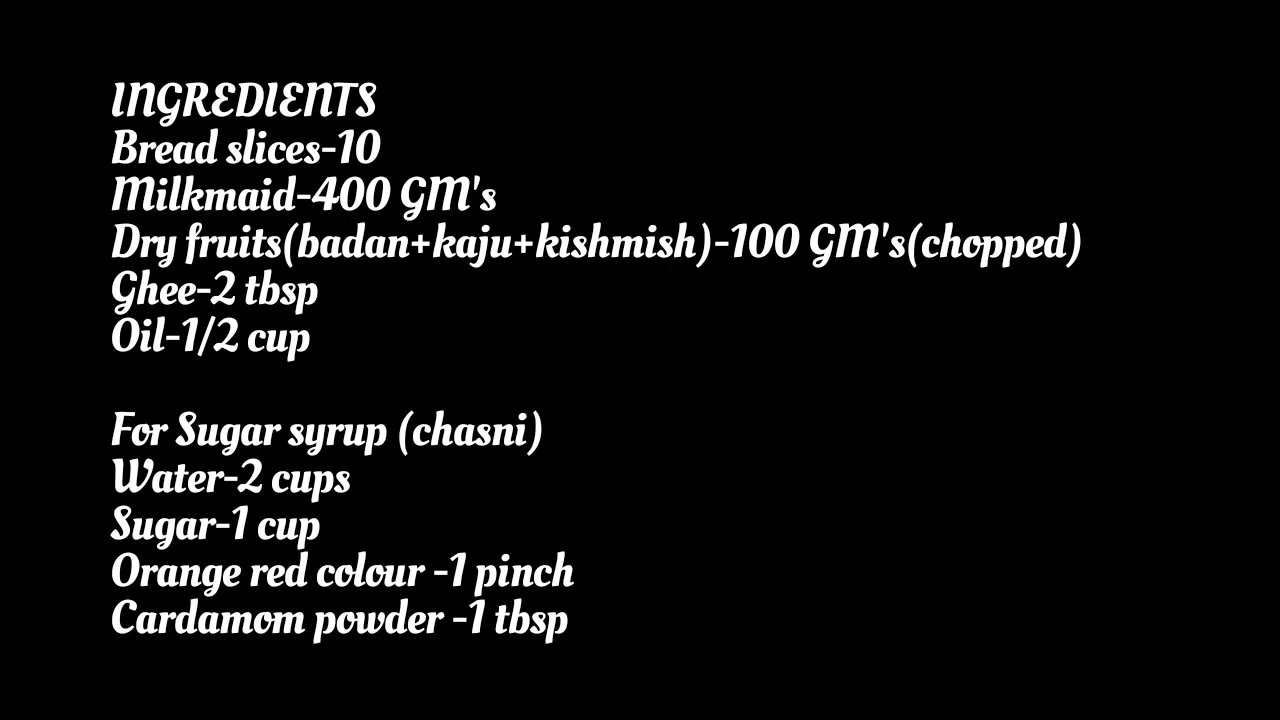 INGREDIENTS
Bread slices-10
Milkmaid-400 GM's
Dry fruits(badan+kaju+kishmish)-100 GM's(chopped)
Ghee-2 tbsp
Oil-1/2 cup
For Sugar syrup (chasni)
Water-2 cups
Sugar-1 cup
Orange red colour -1 pinch
Cardamom powder -1 tbsp